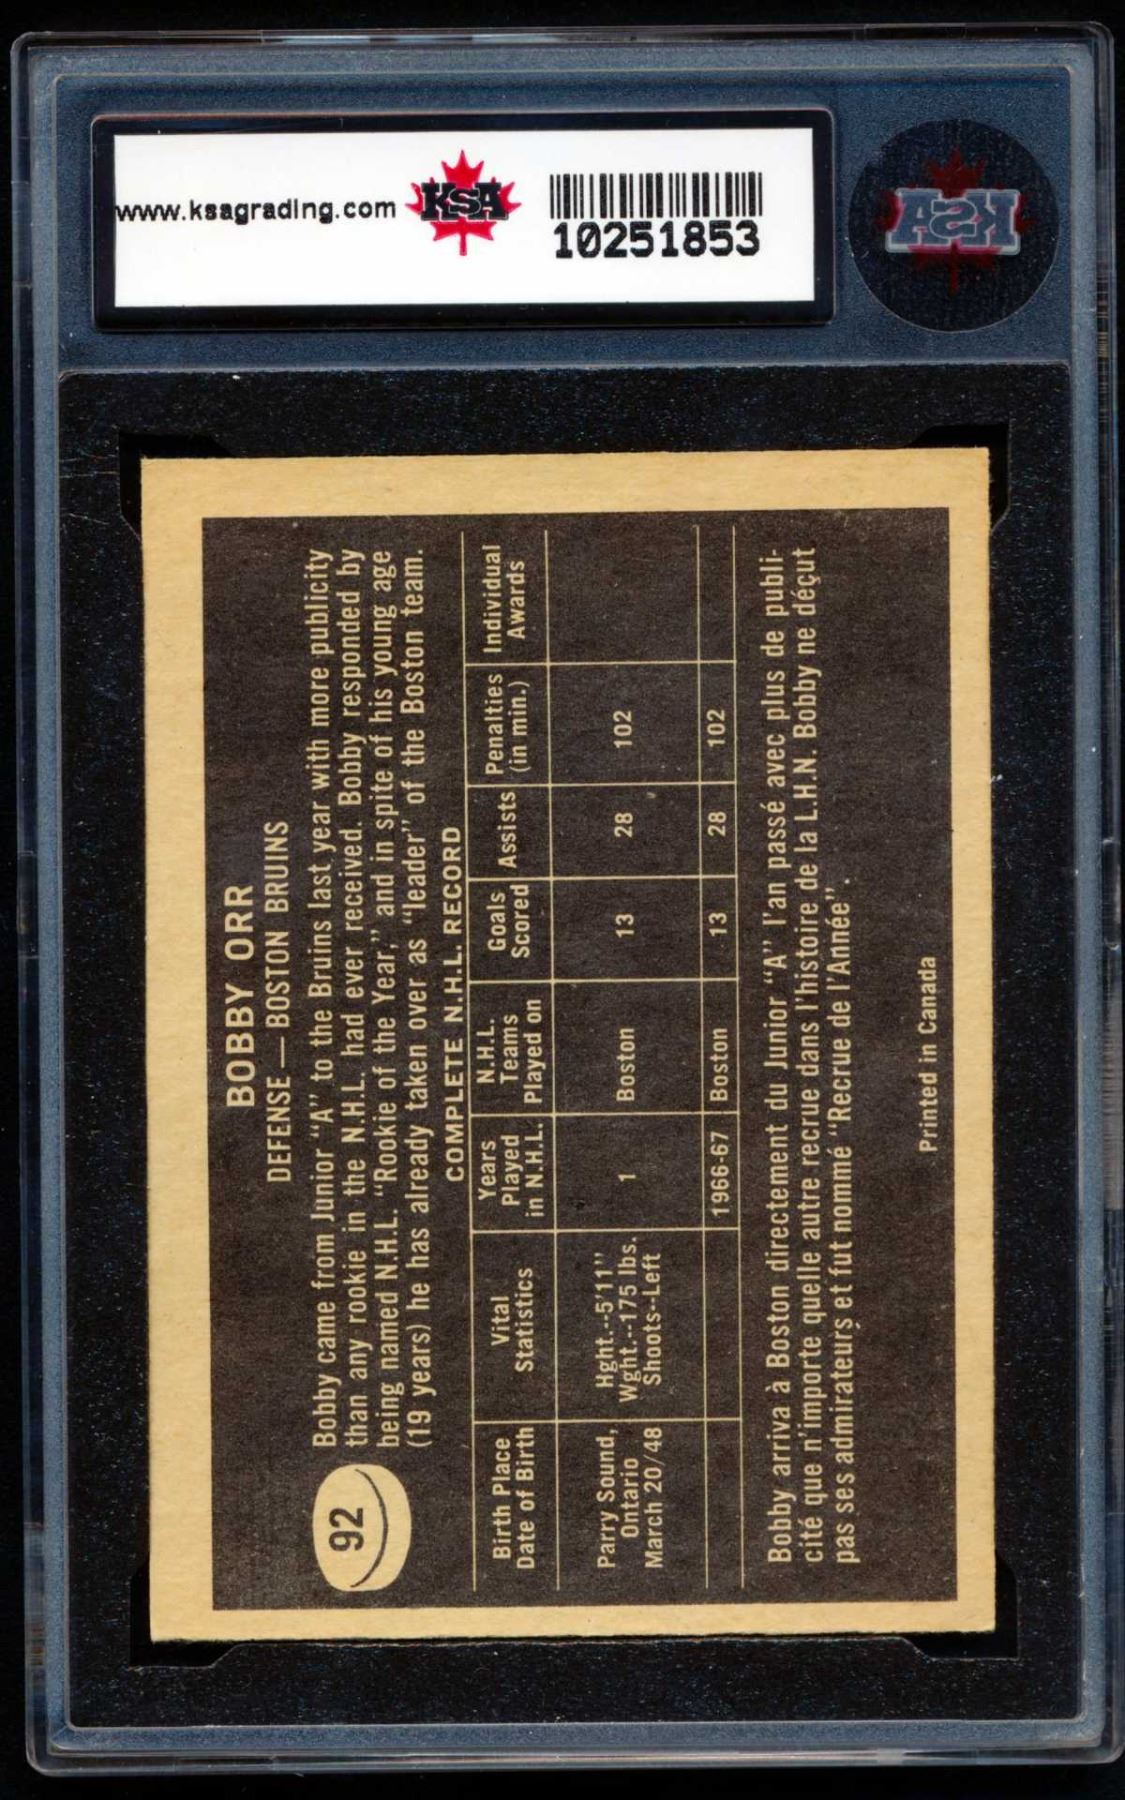 www.ksagrading.com
KSA
10251853
KSA
BOBBY ORR
DEFENSE—BOSTON BRUINS
92
Bobby came from Junior "A" to the Bruins last year with more publicity
than any rookie in the N.H.L. had ever received. Bobby responded by
being named N.H.L. "Rookie of the Year," and in spite of his young age
(19 years) he has already taken over as "leader" of the Boston team.
COMPLETE N.H.L. RECORD
Birth Place
Date of Birth
Vital
Statistics
Years
Played
in N.H.L.
N.H.L.
Teams
Played on
Goals
Scored
Assists
Penalties
(in min.)
Individual
Awards
Parry Sound,
Ontario
March 20/48
Hght.--5'11"
Wght.--175 lbs.
Shoots--Left
1
Boston
13
28
102
1966-67
Boston
13
28
102
Bobby arriva à Boston directement du Junior "A" l'an passé avec plus de publi-
cité que n'importe quelle autre recrue dans l'histoire de la L.H.N. Bobby ne déçut
pas ses admirateurs et fut nommé "Recrue de l'Année".
Printed in Canada